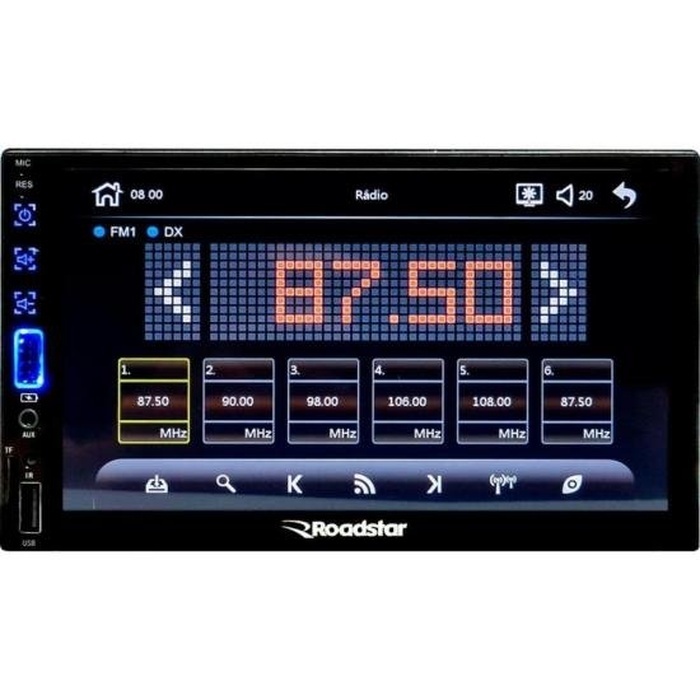 MIC
RES
08 00 Rádio 20
FM1 DX
87.50
1. 2. 3. 4. 5. 6.
87.50 90.00 98.00 106.00 108.00 87.50
MHz MHz MHz MHz MHz MHz
AUX
TF
IR
USB
Roadstar